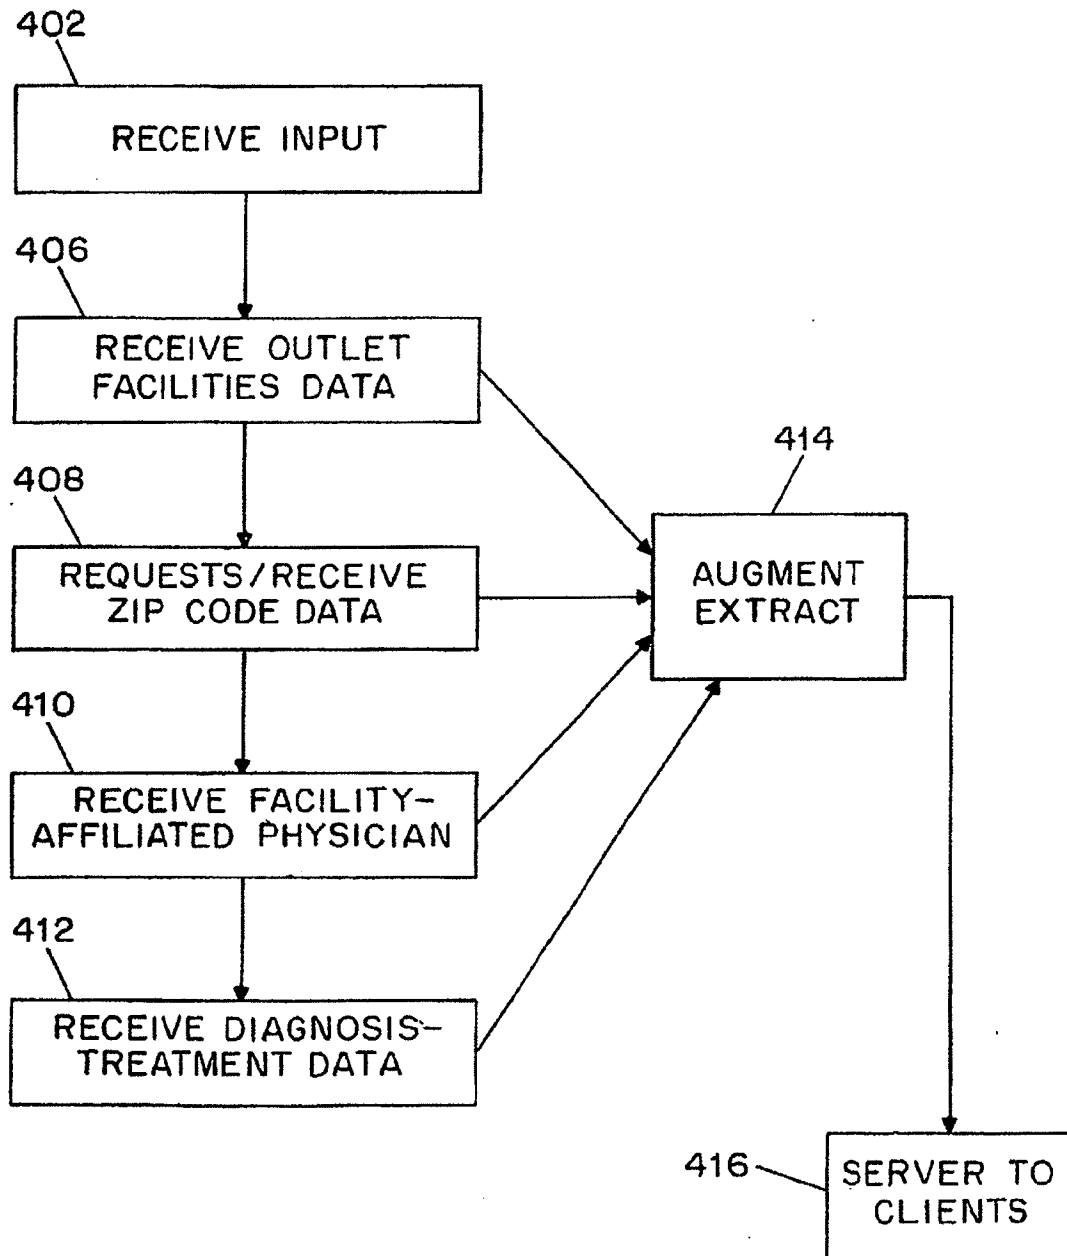 402
RECEIVE INPUT
406
RECEIVE OUTLET
FACILITIES DATA
408
REQUESTS/RECEIVE
ZIP CODE DATA
410
RECEIVE FACILITY-
AFFILIATED PHYSICIAN
412
RECEIVE DIAGNOSIS-
TREATMENT DATA
414
AUGMENT
EXTRACT
416
SERVER TO
CLIENTS